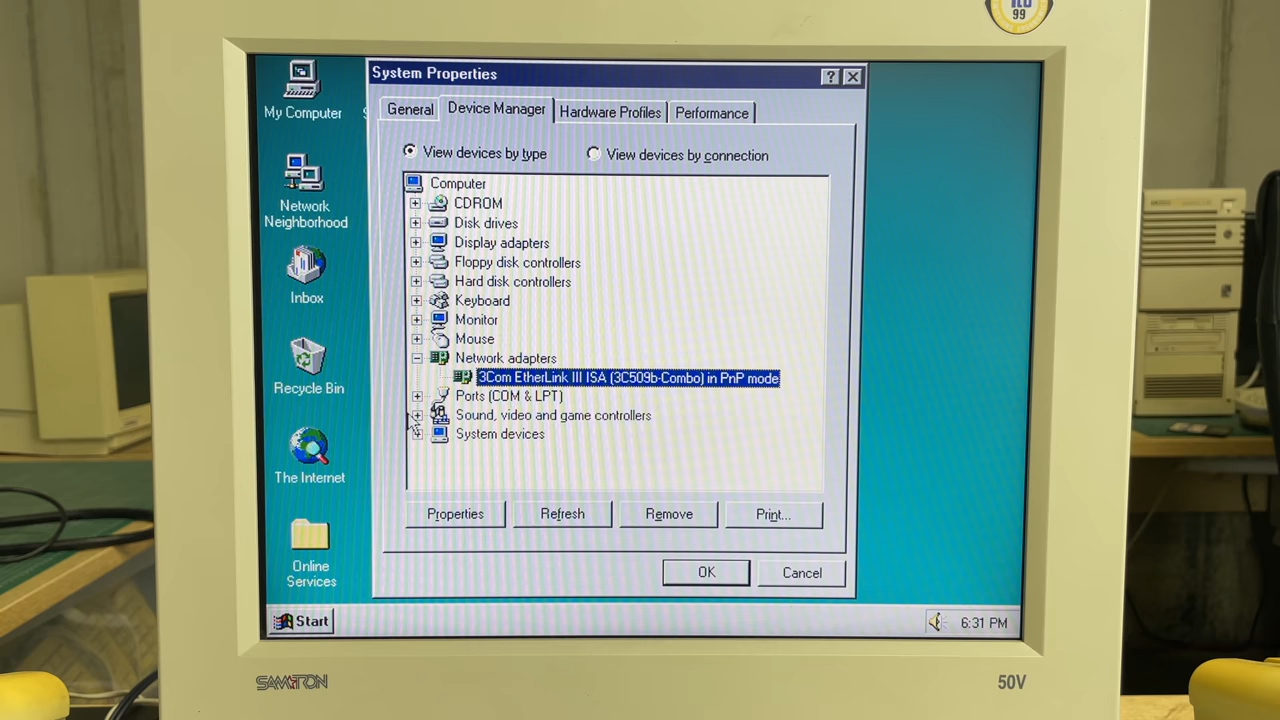 99
System Properties
My Computer
Network
Neighborhood
Inbox
Recycle Bin
The Internet
Online
Services
General
Device Manager
Hardware Profiles
Performance
View devices by type
View devices by connection
Computer
CDROM
Disk drives
Display adapters
Floppy disk controllers
Hard disk controllers
Keyboard
Monitor
Mouse
Network adapters
3Com EtherLink III ISA (3C509b-Combo) in PnP mode
Ports (COM & LPT)
Sound, video and game controllers
System devices
Properties
Refresh
Remove
Print...
OK
Cancel
Start
6:31 PM
SAMTRON
50V